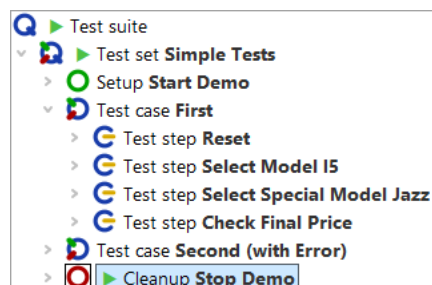 Test suite
Test set Simple Tests
Setup Start Demo
Test case First
Test step Reset
Test step Select Model I5
Test step Select Special Model Jazz
Test step Check Final Price
Test case Second (with Error)
Cleanup Stop Demo